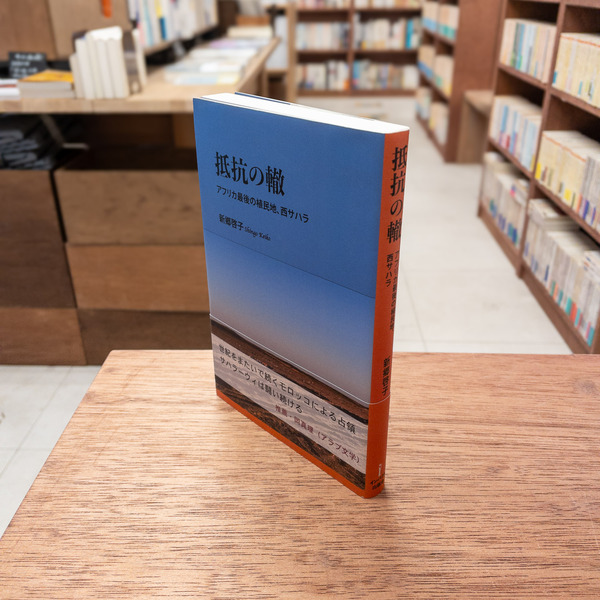 抵抗の轍
アフリカ最後の植民地、西サハラ
新郷啓子 Shingo Keiko
世紀をまたいで続くモロッコによる占領
サハラーウィは闘い続ける
推薦・岡真理（アラブ文学）
抵抗の轍
アフリカ最後の植民地
西サハラ
新郷啓子